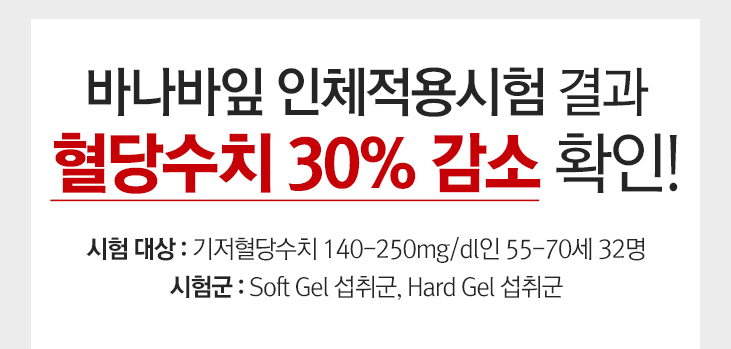 바나바잎 인체적용시험 결과
혈당수치 30% 감소 확인!
시험 대상 : 기저혈당수치 140-250mg/dl인 55-70세 32명
시험군 : Soft Gel 섭취군, Hard Gel 섭취군